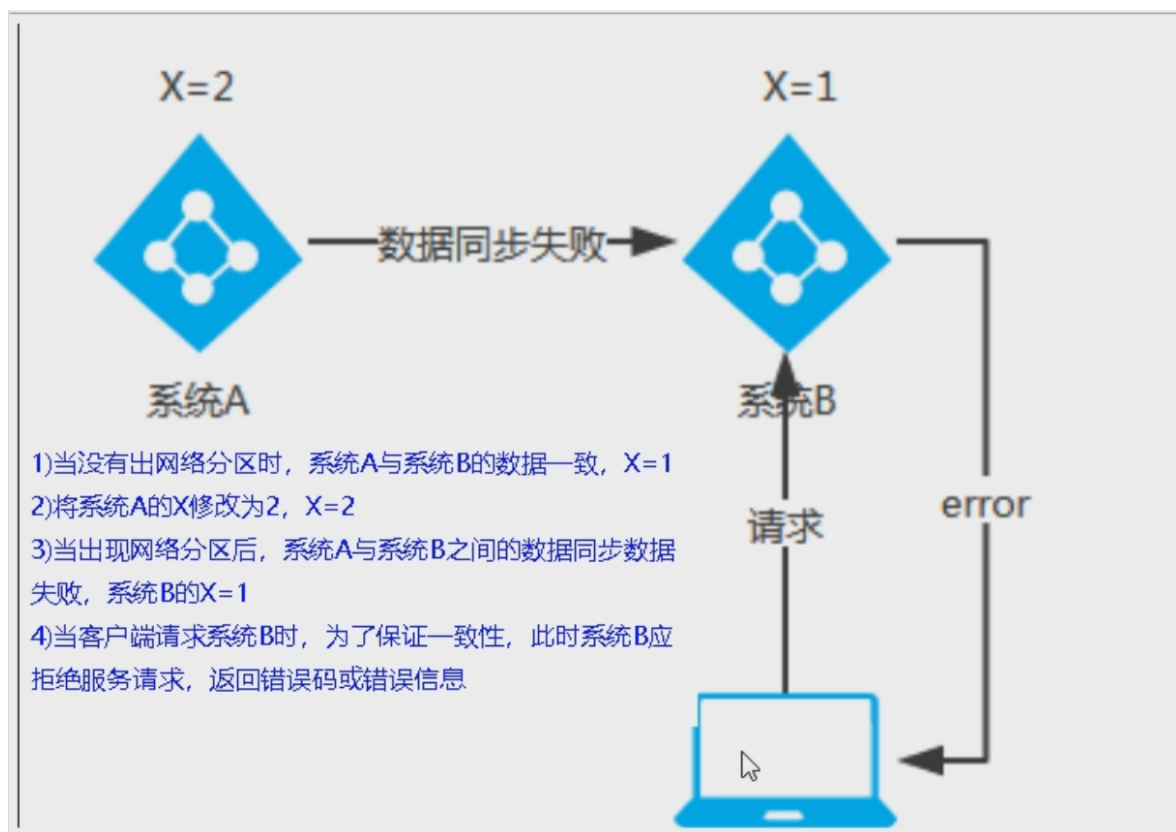 X=2
X=1
数据同步失败
系统A
系统B
1)当没有出网络分区时，系统A与系统B的数据一致，X=1
2)将系统A的X修改为2，X=2
3)当出现网络分区后，系统A与系统B之间的数据同步数据
失败，系统B的X=1
4)当客户端请求系统B时，为了保证一致性，此时系统B应
拒绝服务请求，返回错误码或错误信息
请求
error